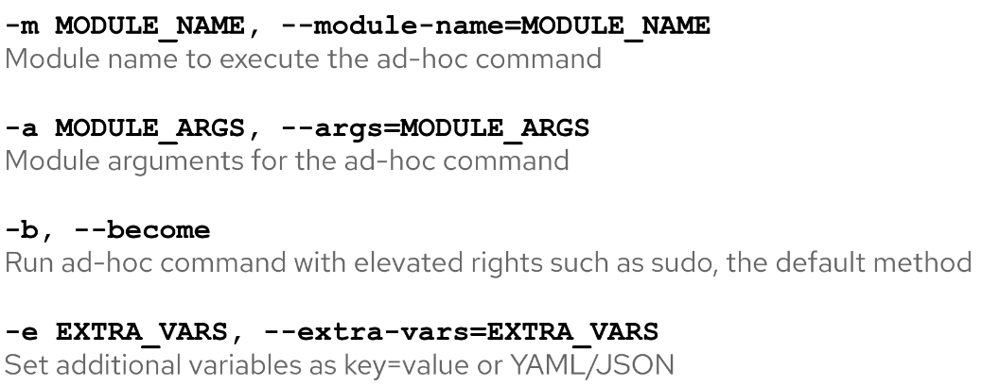 -m MODULE_NAME, --module-name=MODULE_NAME
Module name to execute the ad-hoc command
-a MODULE_ARGS, --args=MODULE_ARGS
Module arguments for the ad-hoc command
-b, --become
Run ad-hoc command with elevated rights such as sudo, the default method
-e EXTRA_VARS, --extra-vars=EXTRA_VARS
Set additional variables as key=value or YAML/JSON